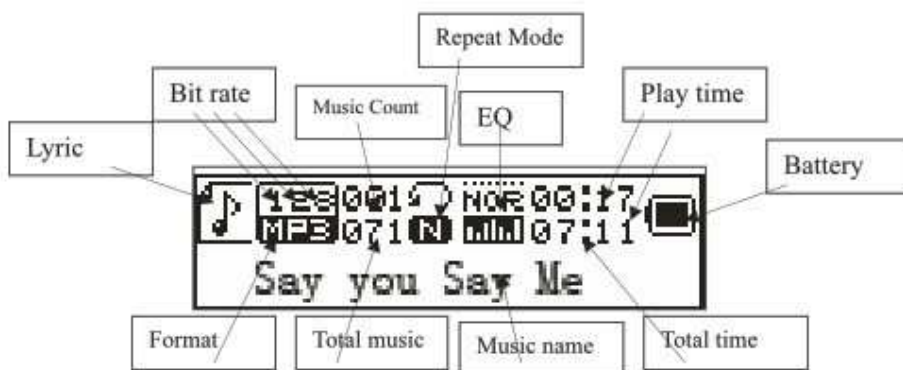 Repeat Mode
Bit rate
Music Count
EQ
Play time
Lyric
Battery
128 001 NOR 00:17
MP3 071 N 07:11
Say you Say Me
Format
Total music
Music name
Total time